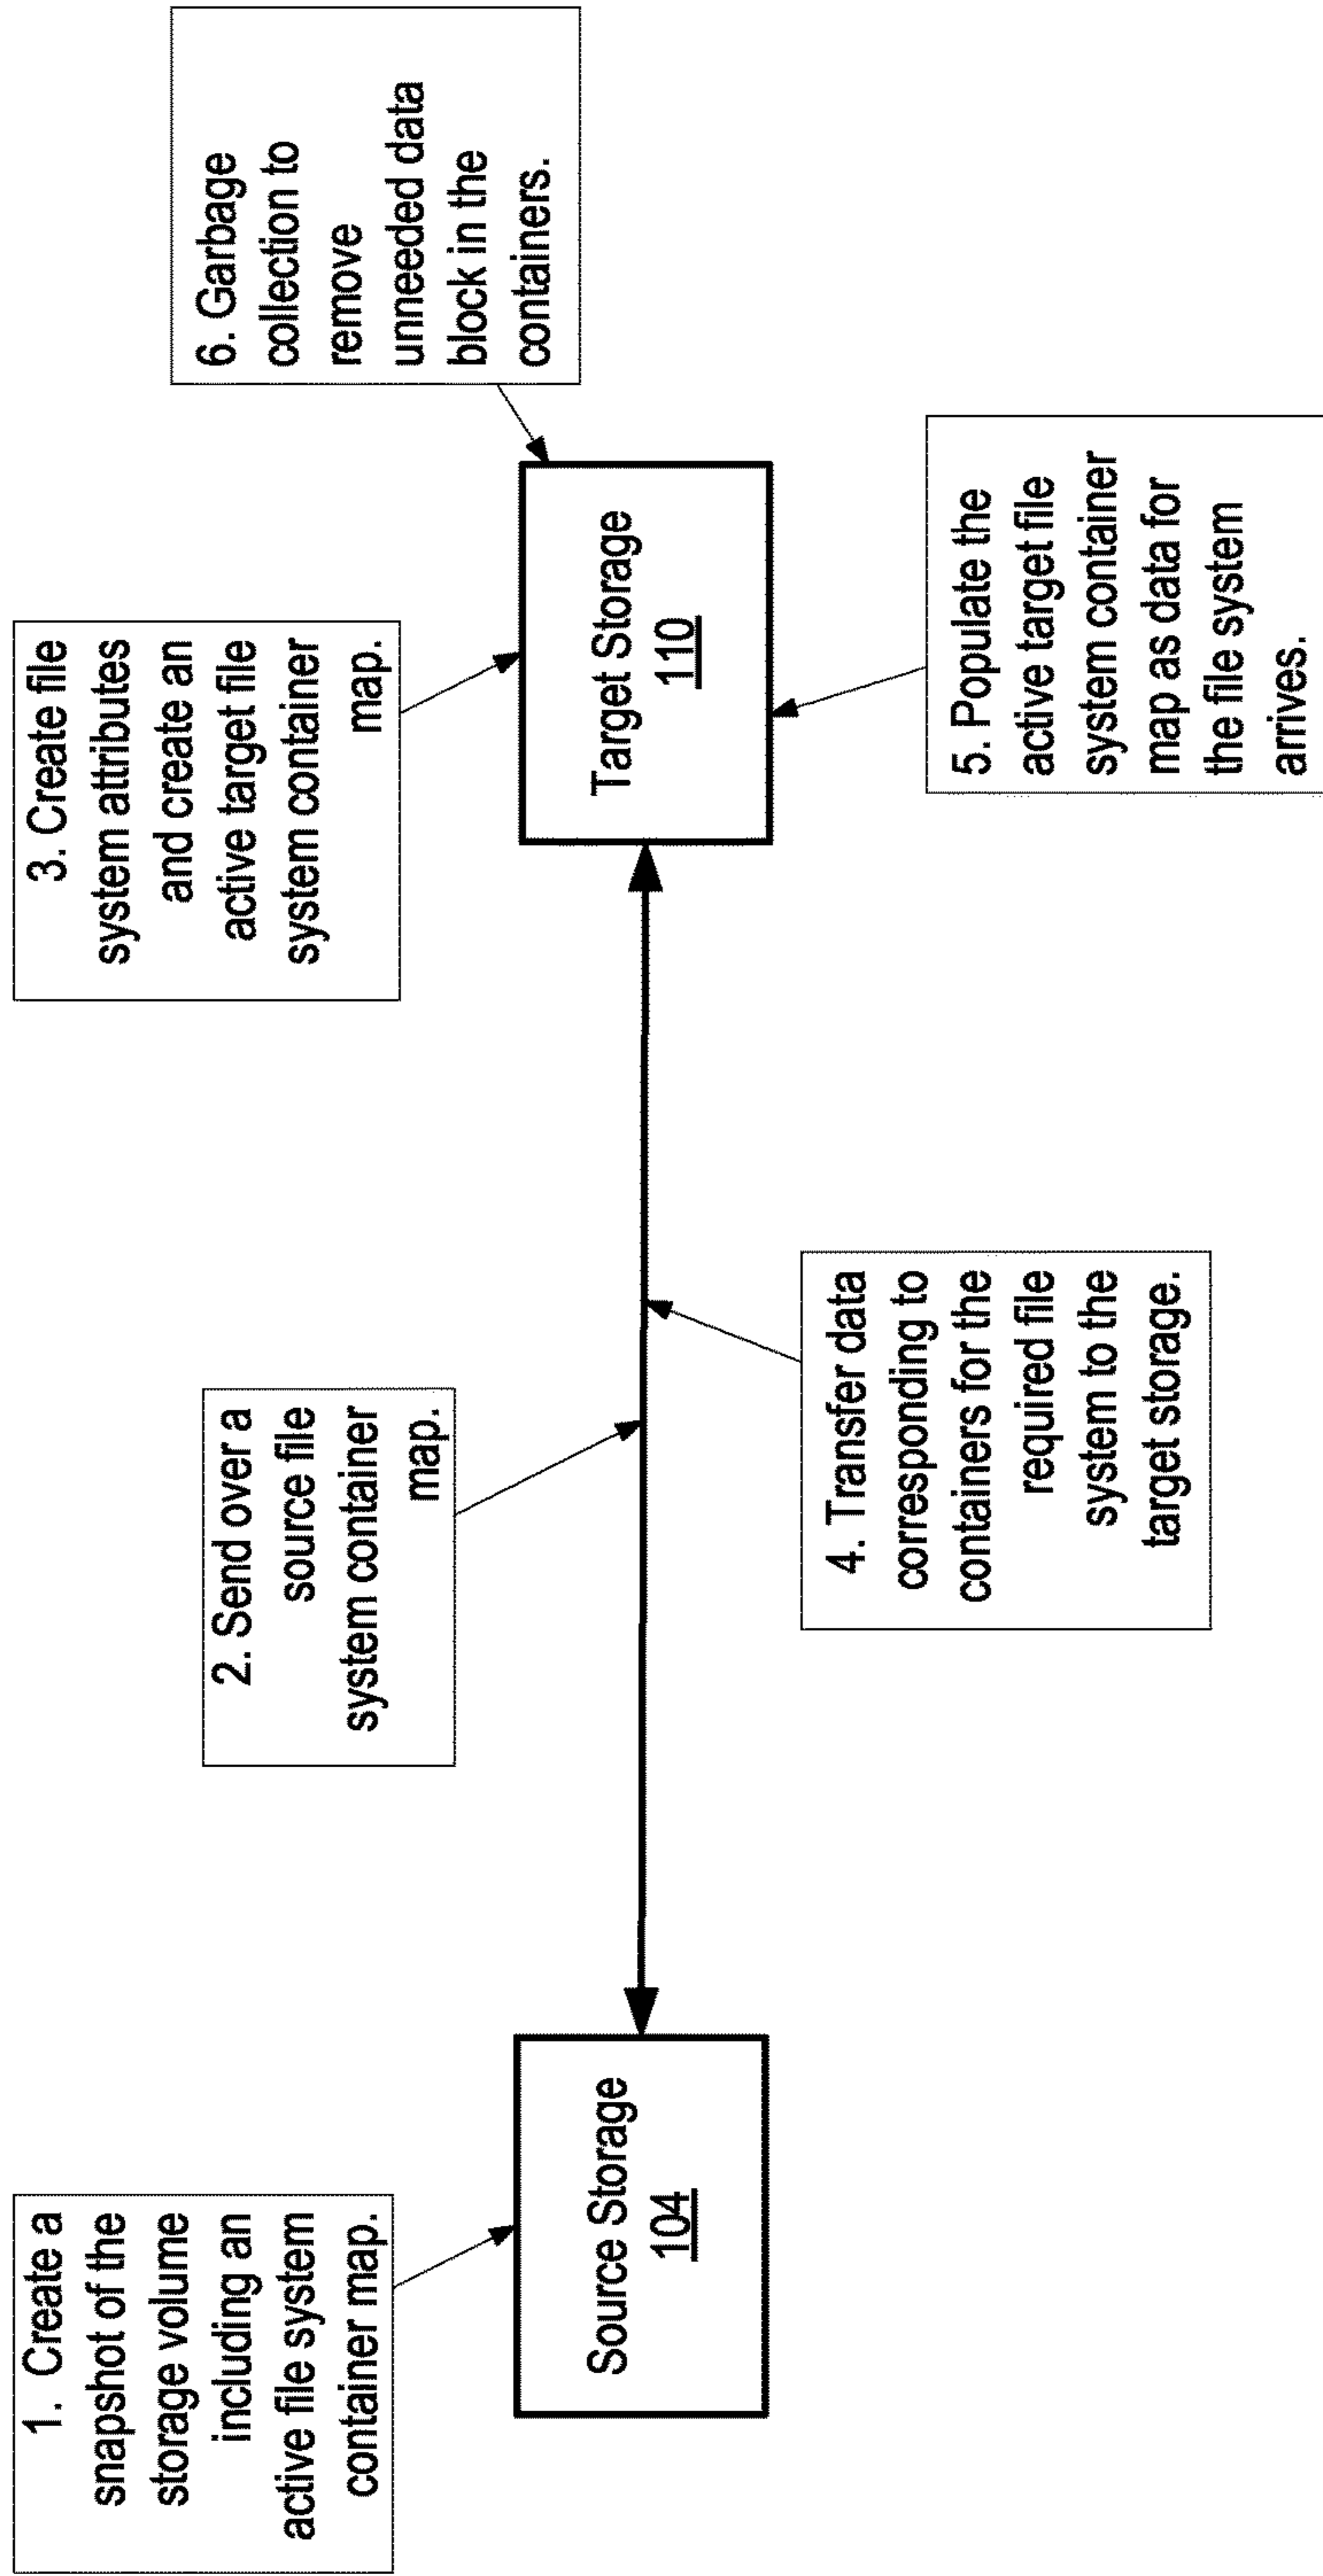 1. Create a
snapshot of the
storage volume
including an
active file system
container map.
Source Storage
104
2. Send over a
source file
system container
map.
4. Transfer data
corresponding to
containers for the
required file
system to the
target storage.
3. Create file
system attributes
and create an
active target file
system container
map.
Target Storage
110
5. Populate the
active target file
system container
map as data for
the file system
arrives.
6. Garbage
collection to
remove
unneeded data
block in the
containers.